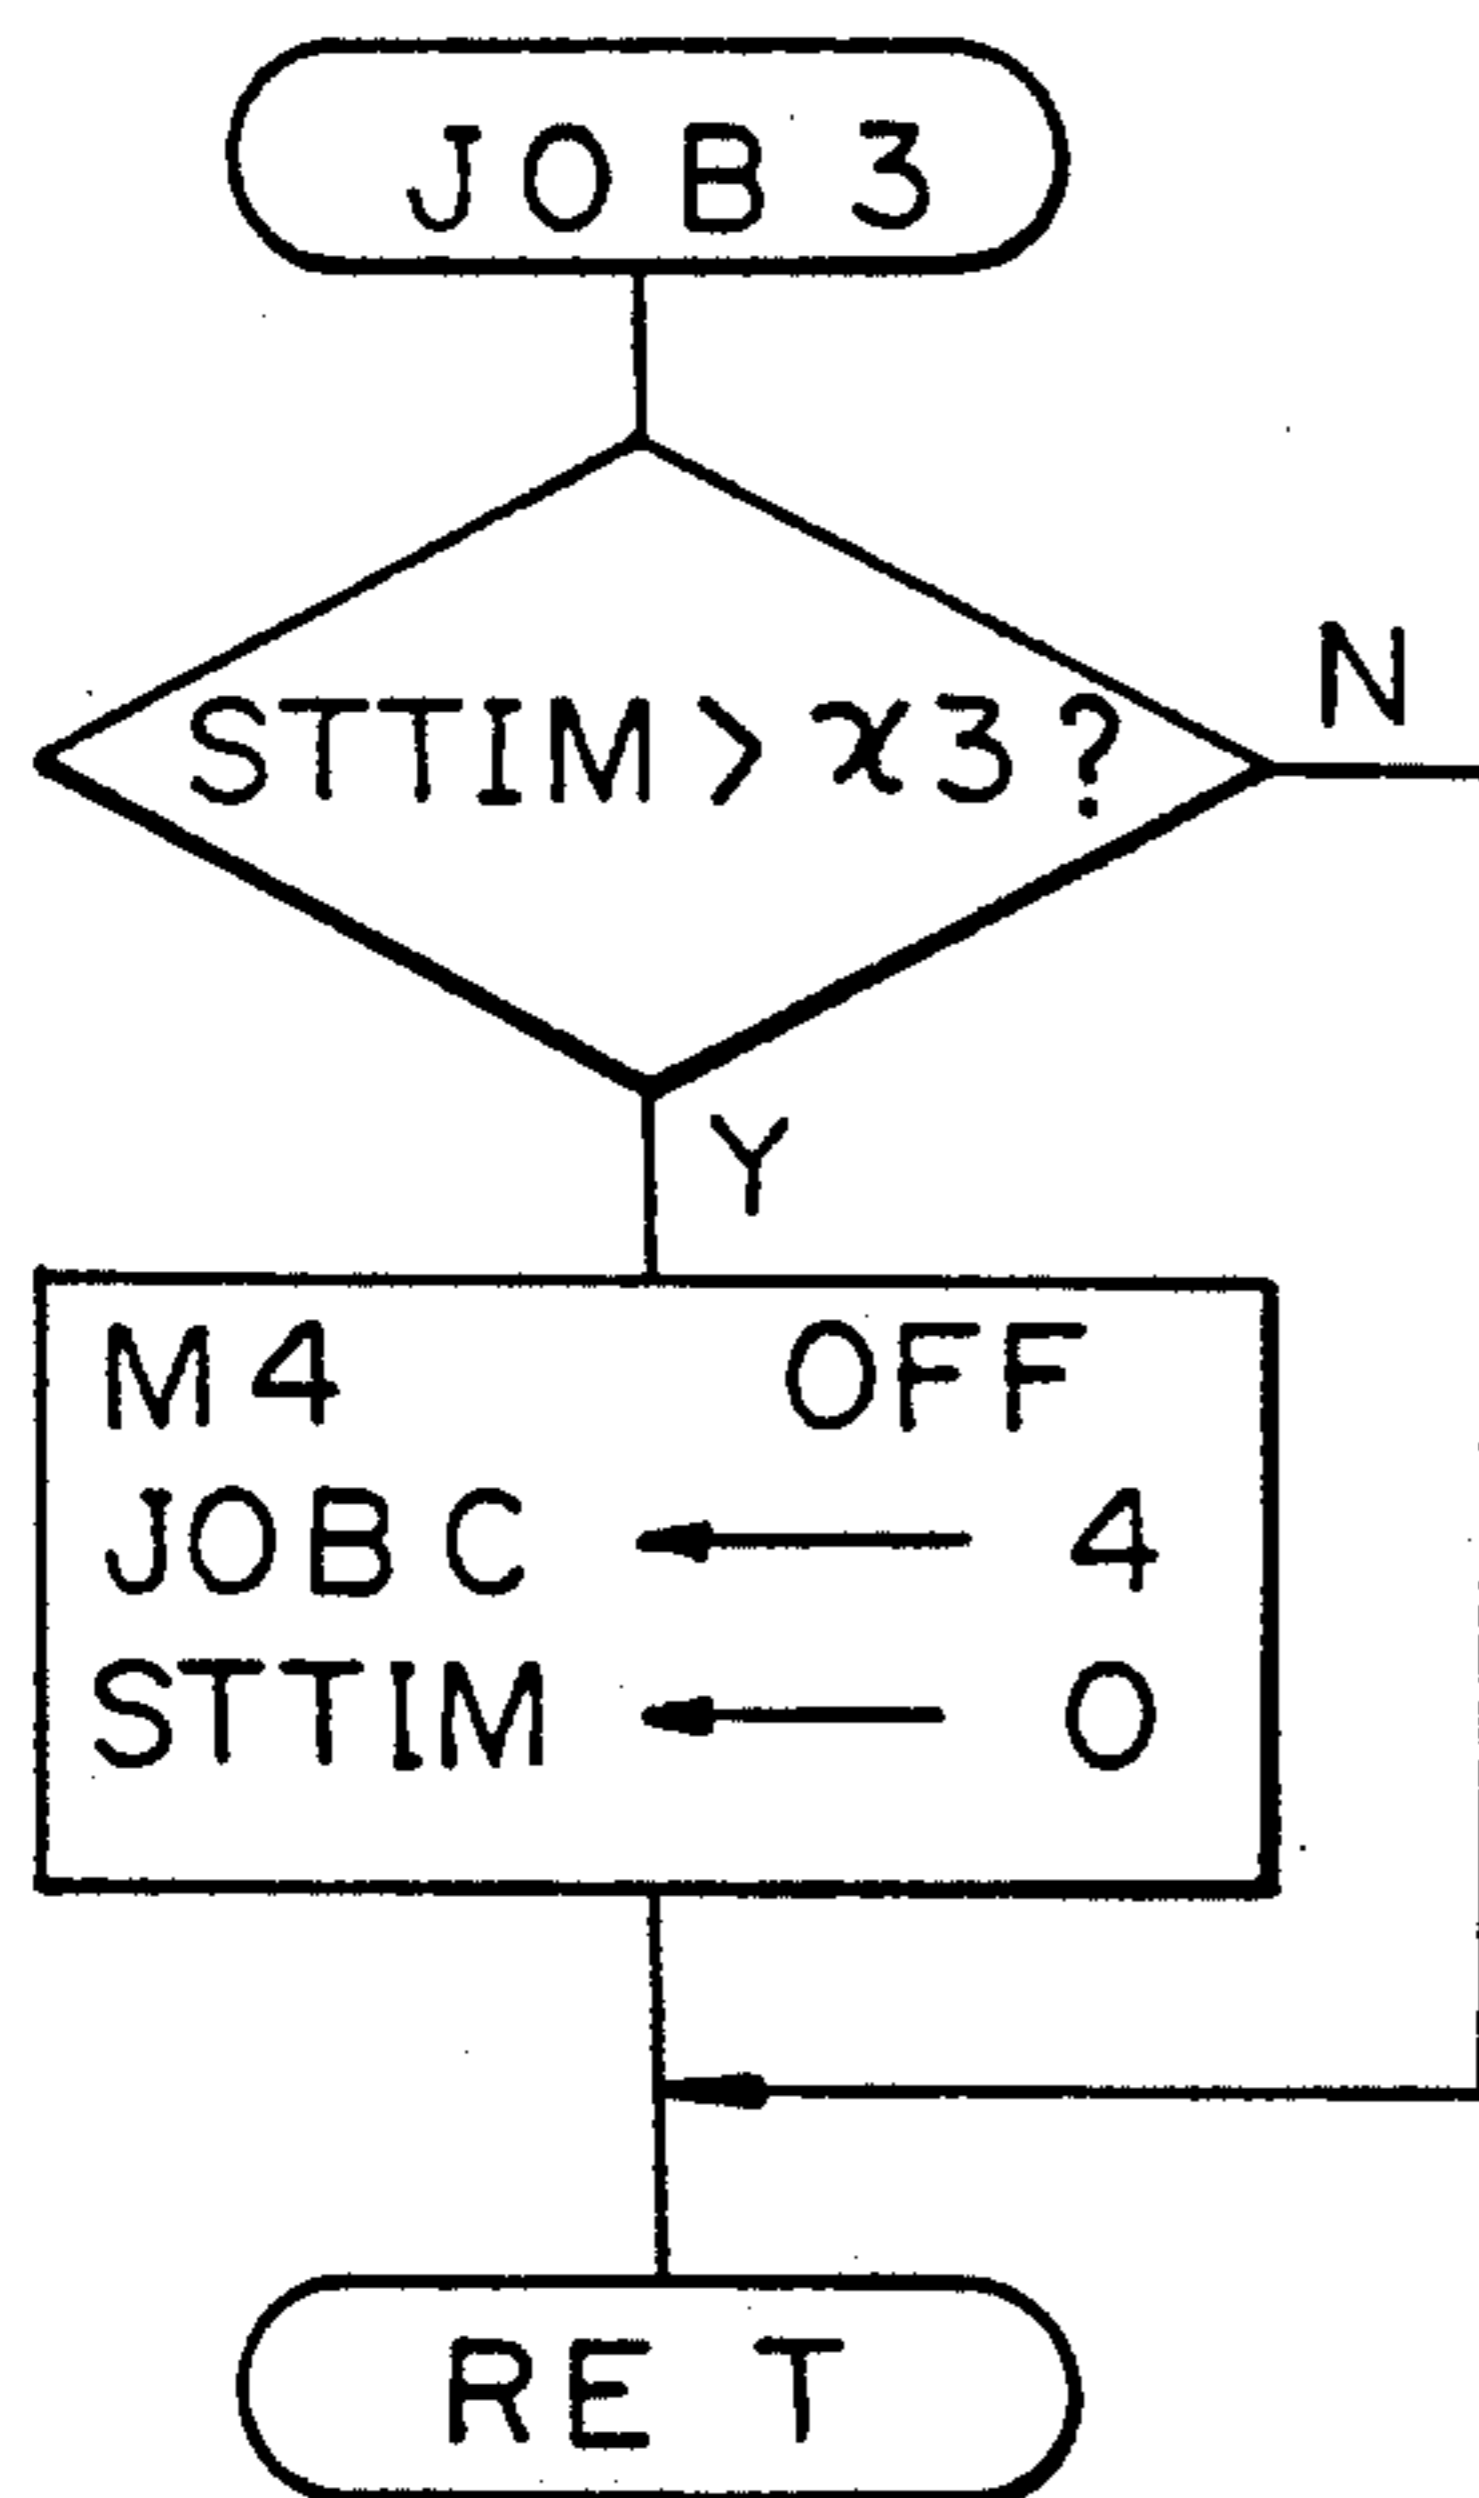 JOB3
STTIM>x3?
N
Y
M4 OFF
JOBC ← 4
STTIM ← 0
RET